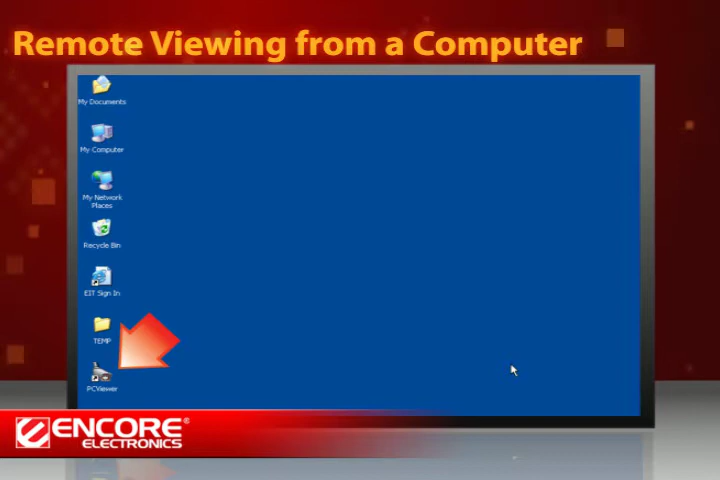 Remote Viewing from a Computer
My Documents
My Computer
My Network
Places
Recycle Bin
EIT Sign In
TEMP
PCViewer
ENCORE®
ELECTRONICS